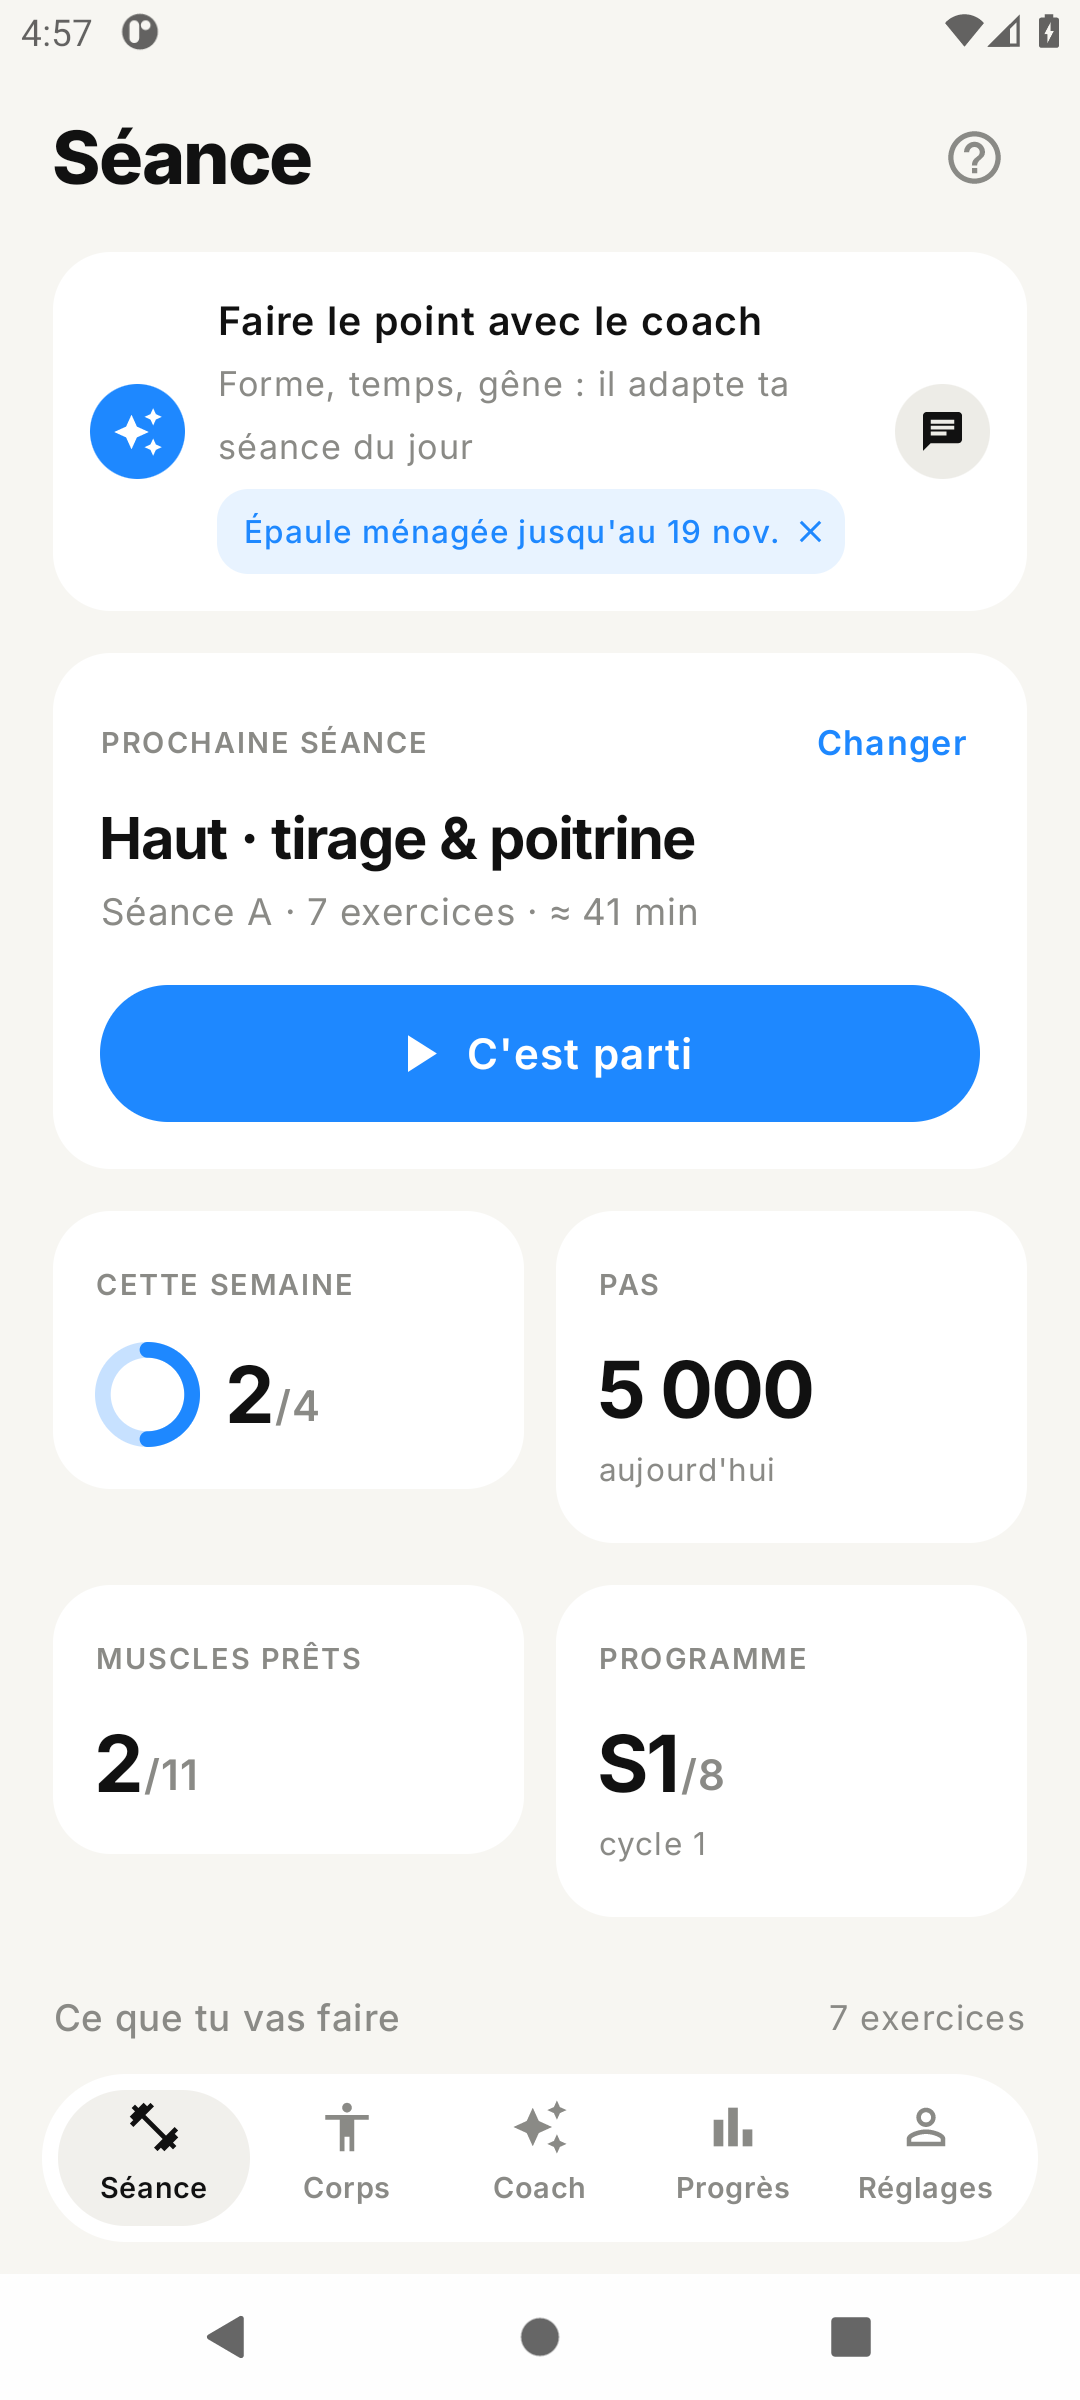 4:57
Séance
Faire le point avec le coach
Forme, temps, gêne : il adapte ta
séance du jour
Épaule ménagée jusqu'au 19 nov.
PROCHAINE SÉANCE
Changer
Haut · tirage & poitrine
Séance A · 7 exercices · ≈ 41 min
C'est parti
CETTE SEMAINE
2/4
PAS
5 000
aujourd'hui
MUSCLES PRÊTS
2/11
PROGRAMME
S1/8
cycle 1
Ce que tu vas faire
7 exercices
Séance
Corps
Coach
Progrès
Réglages